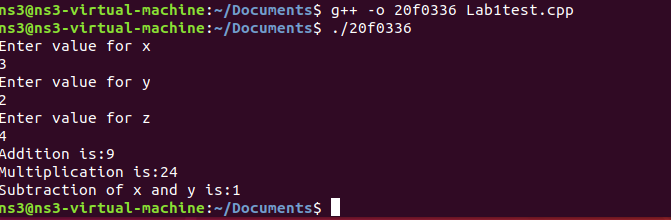 ns3@ns3-virtual-machine:~/Documents$ g++ -o 20f0336 Lab1test.cpp
ns3@ns3-virtual-machine:~/Documents$ ./20f0336
Enter value for x
3
Enter value for y
2
Enter value for z
4
Addition is:9
Multiplication is:24
Subtraction of x and y is:1
ns3@ns3-virtual-machine:~/Documents$